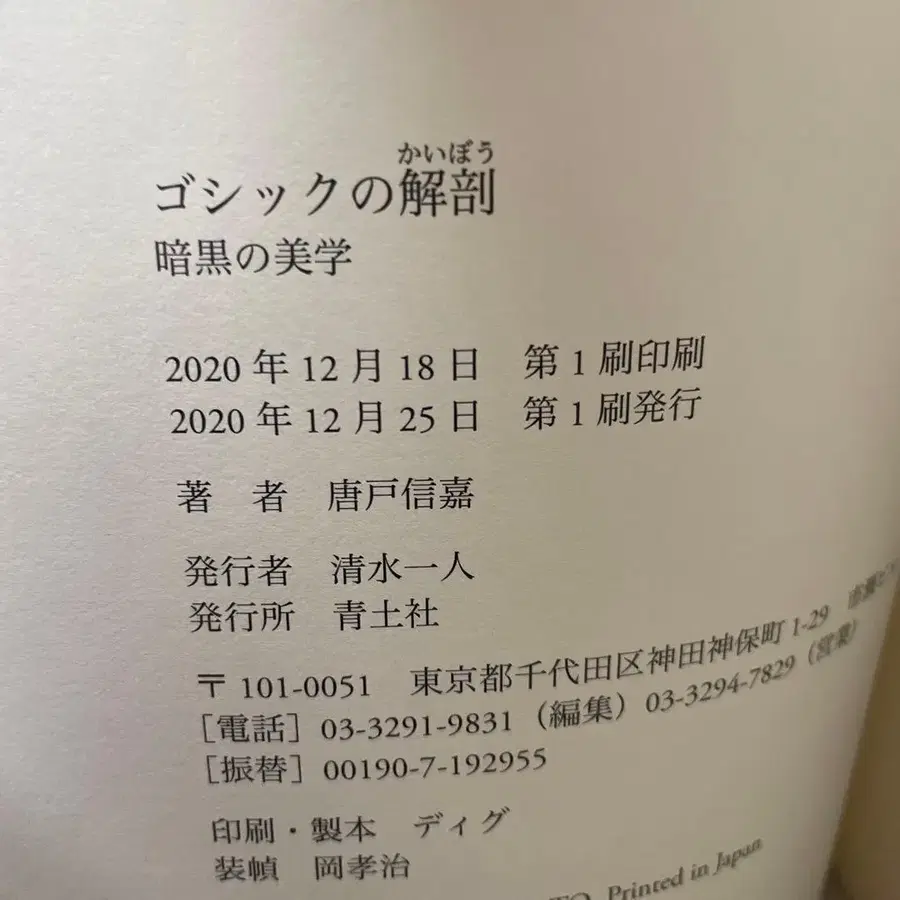 かいぼう
ゴシックの解剖
暗黒の美学
2020 年 12 月 18 日　第 1 刷印刷
2020 年 12 月 25 日　第 1 刷発行
著　者　唐戸信嘉
発行者　清水一人
発行所　青土社
〒 101-0051　東京都千代田区神田神保町 1-29
［電話］03-3291-9831（編集）03-3294-7829（営業）
［振替］00190-7-192955
印刷・製本　ディグ
装幀　岡孝治
Printed in Japan